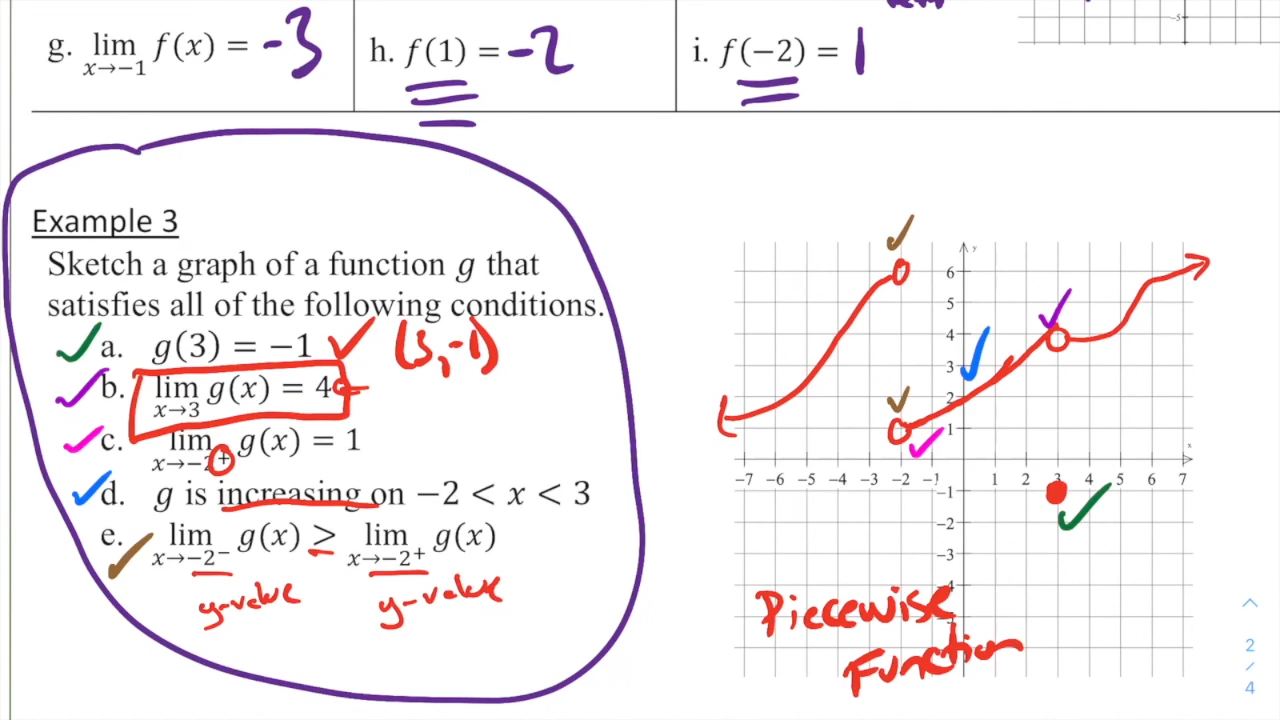 g. lim x→−1 f(x) = -3
h. f(1) = -2
i. f(−2) = 1
−5
Example 3
Sketch a graph of a function g that
satisfies all of the following conditions.
a. g(3) = −1 (3,-1)
b. lim x→3 g(x) = 4
c. lim x→−2⁺ g(x) = 1
d. g is increasing on −2 < x < 3
e. lim x→−2⁻ g(x) > lim x→−2⁺ g(x)
y-value y-value
y
6
5
4
3
2
1
x
−7 −6 −5 −4 −3 −2 −1 1 2 3 4 5 6 7
−1
−2
−3
Piecewise
Function
2
/
4